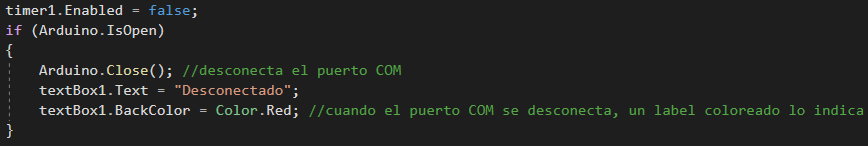 timer1.Enabled = false;
if (Arduino.IsOpen)
{
Arduino.Close(); //desconecta el puerto COM
textBox1.Text = "Desconectado";
textBox1.BackColor = Color.Red; //cuando el puerto COM se desconecta, un label coloreado lo indica
}